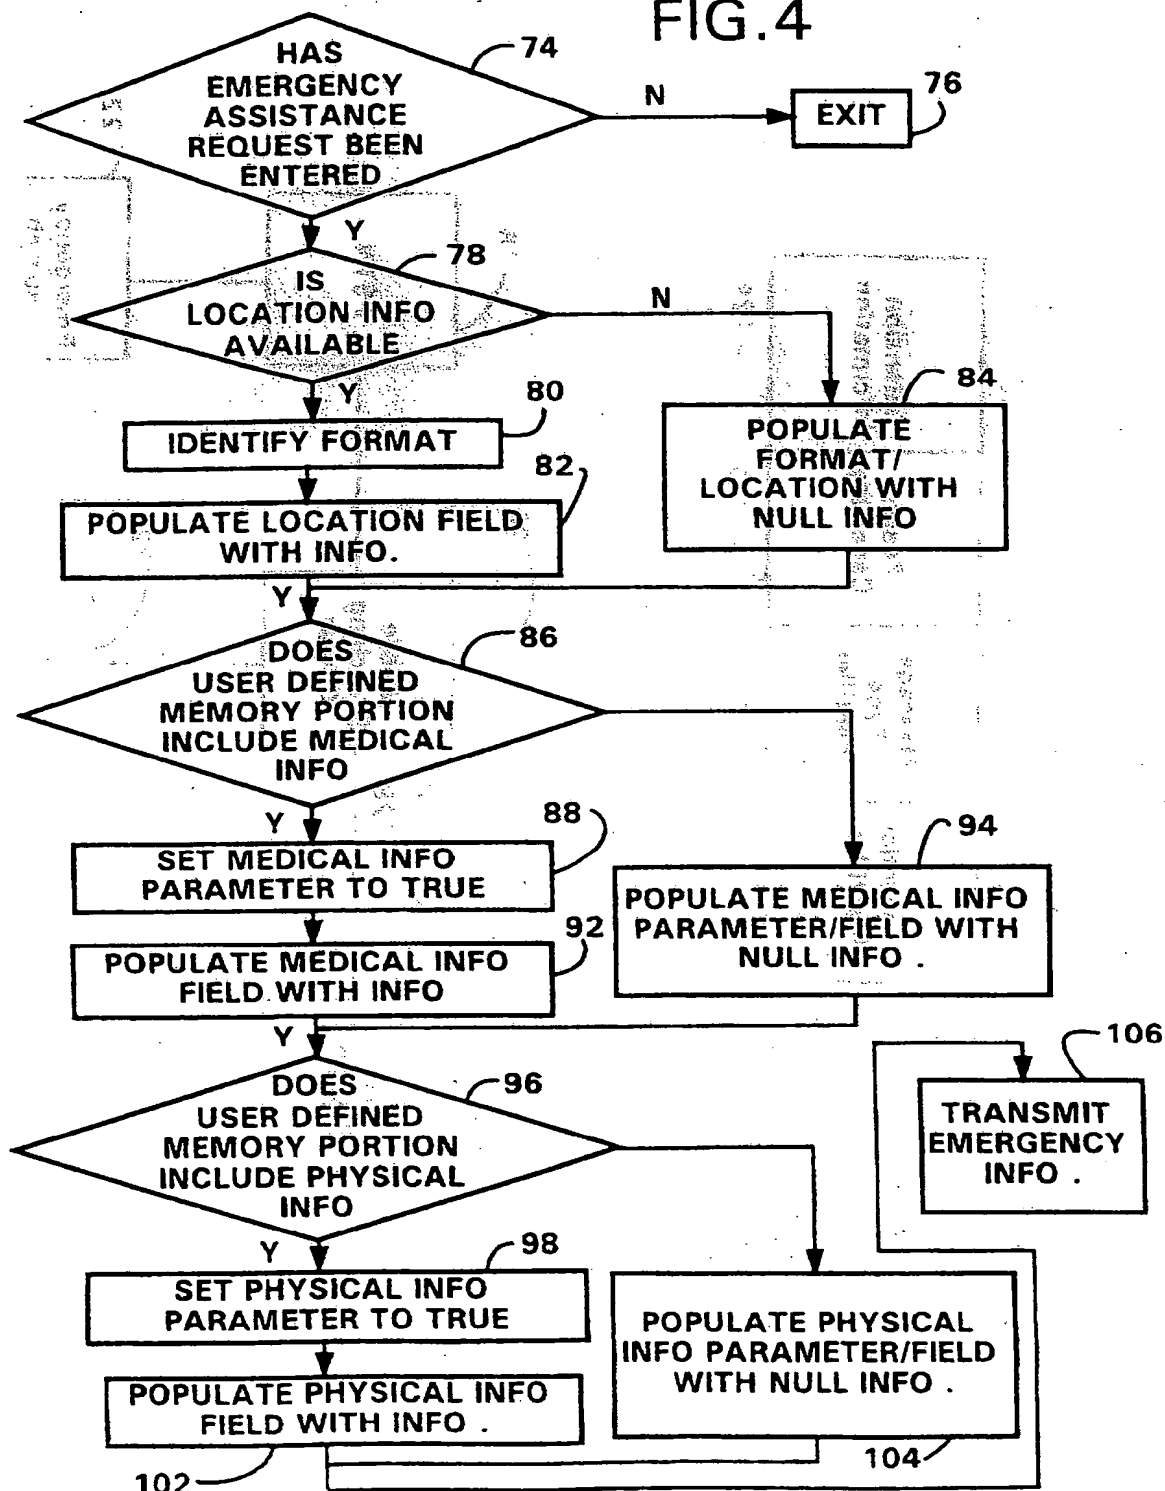 FIG.4
HAS
EMERGENCY
ASSISTANCE
REQUEST BEEN
ENTERED
74
N
EXIT
76
Y
78
IS
LOCATION INFO
AVAILABLE
N
Y
80
IDENTIFY FORMAT
82
POPULATE LOCATION FIELD
WITH INFO.
84
POPULATE
FORMAT/
LOCATION WITH
NULL INFO
Y
86
DOES
USER DEFINED
MEMORY PORTION
INCLUDE MEDICAL
INFO
Y
88
SET MEDICAL INFO
PARAMETER TO TRUE
92
POPULATE MEDICAL INFO
FIELD WITH INFO
94
POPULATE MEDICAL INFO
PARAMETER/FIELD WITH
NULL INFO .
Y
96
DOES
USER DEFINED
MEMORY PORTION
INCLUDE PHYSICAL
INFO
106
TRANSMIT
EMERGENCY
INFO .
Y
98
SET PHYSICAL INFO
PARAMETER TO TRUE
POPULATE PHYSICAL INFO
FIELD WITH INFO .
102
POPULATE PHYSICAL
INFO PARAMETER/FIELD
WITH NULL INFO .
104